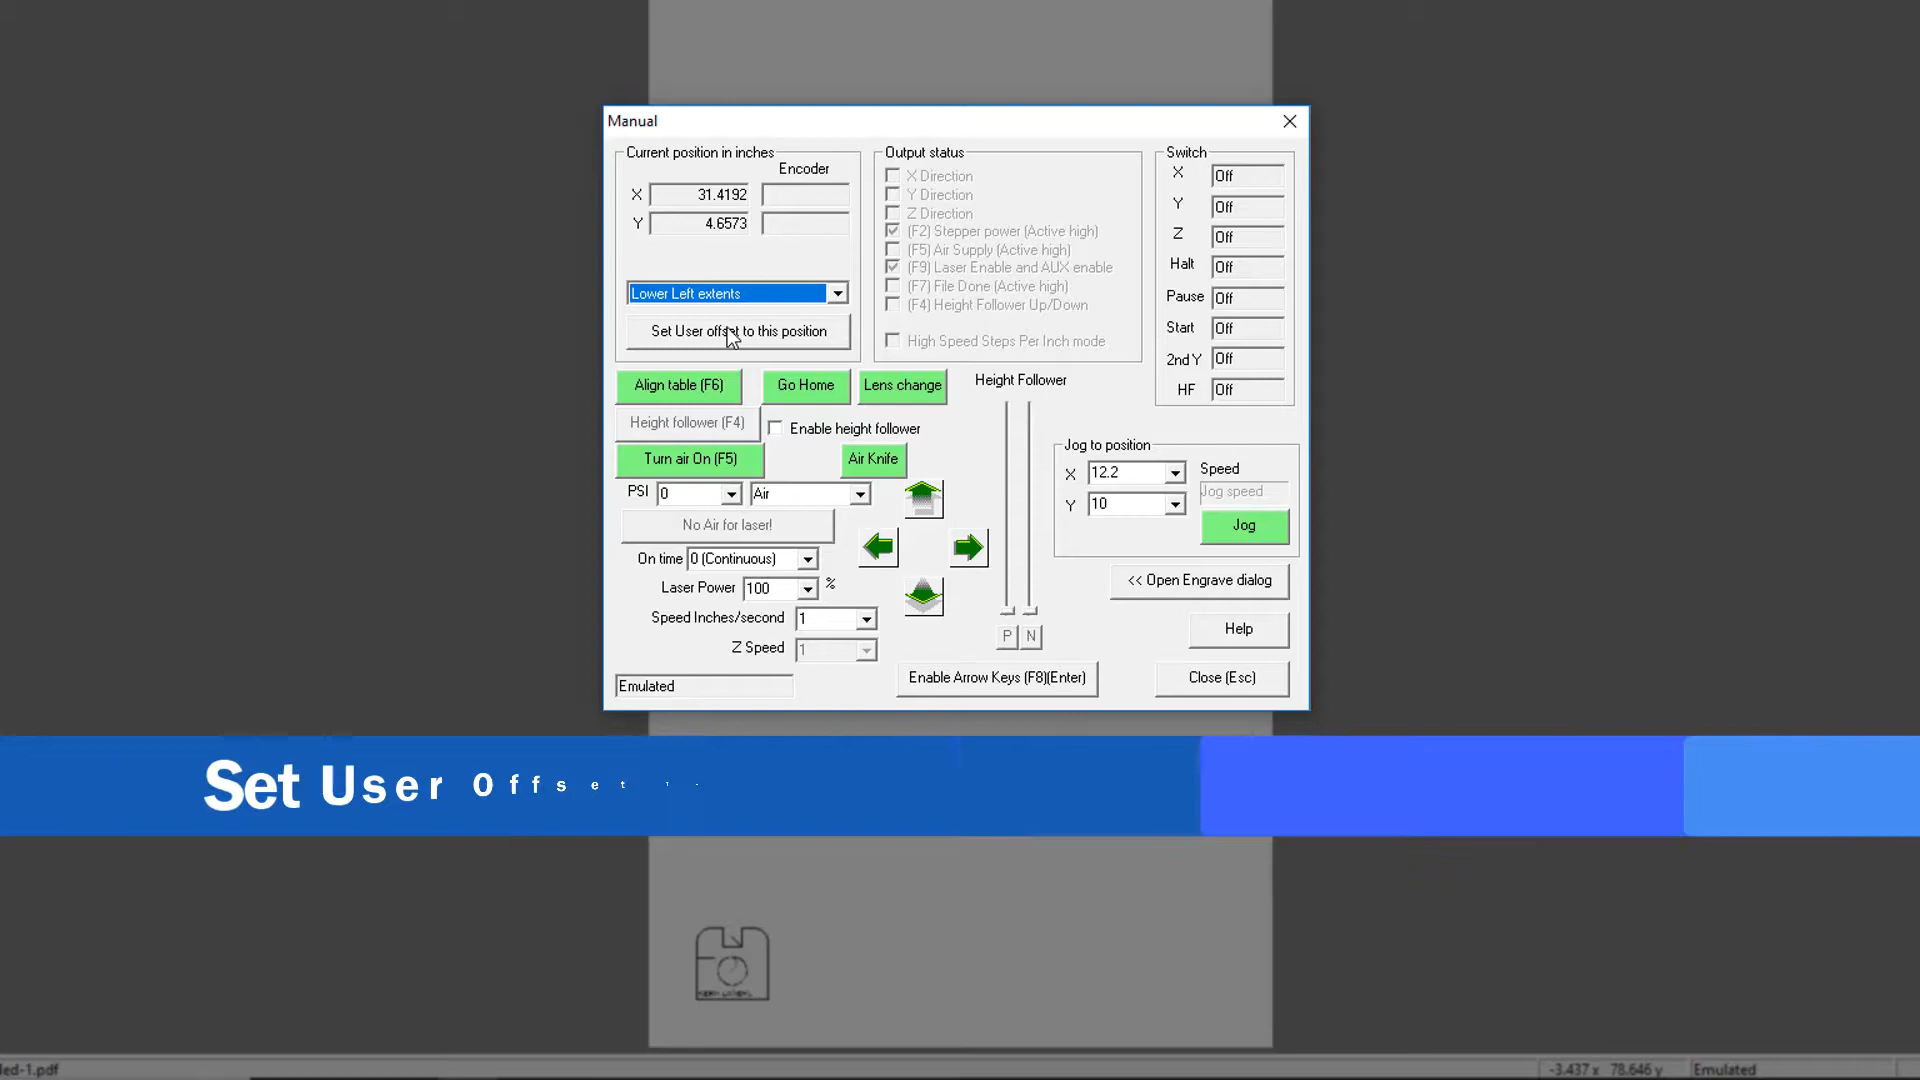 Manual
Current position in inches
Encoder
X 31.4192
Y 4.6573
Lower Left extents
Set User offset to this position
Output status
X Direction
Y Direction
Z Direction
(F2) Stepper power (Active high)
(F5) Air Supply (Active high)
(F9) Laser Enable and AUX enable
(F7) File Done (Active high)
(F4) Height Follower Up/Down
High Speed Steps Per Inch mode
Switch
X Off
Y Off
Z Off
Halt Off
Pause Off
Start Off
2nd Y Off
HF Off
Align table (F6)
Go Home
Lens change
Height Follower
Height follower (F4)
Enable height follower
Turn air On (F5)
Air Knife
PSI 0 Air
No Air for laser!
On time 0 (Continuous)
Laser Power 100 %
Speed Inches/second 1
Z Speed 1
Emulated
P N
Enable Arrow Keys (F8)(Enter)
Jog to position
X 12.2
Speed
Jog speed
Y 10
Jog
<< Open Engrave dialog
Help
Close (Esc)
Set User Offset
led-1.pdf
-3.437 x 78.646 y
Emulated